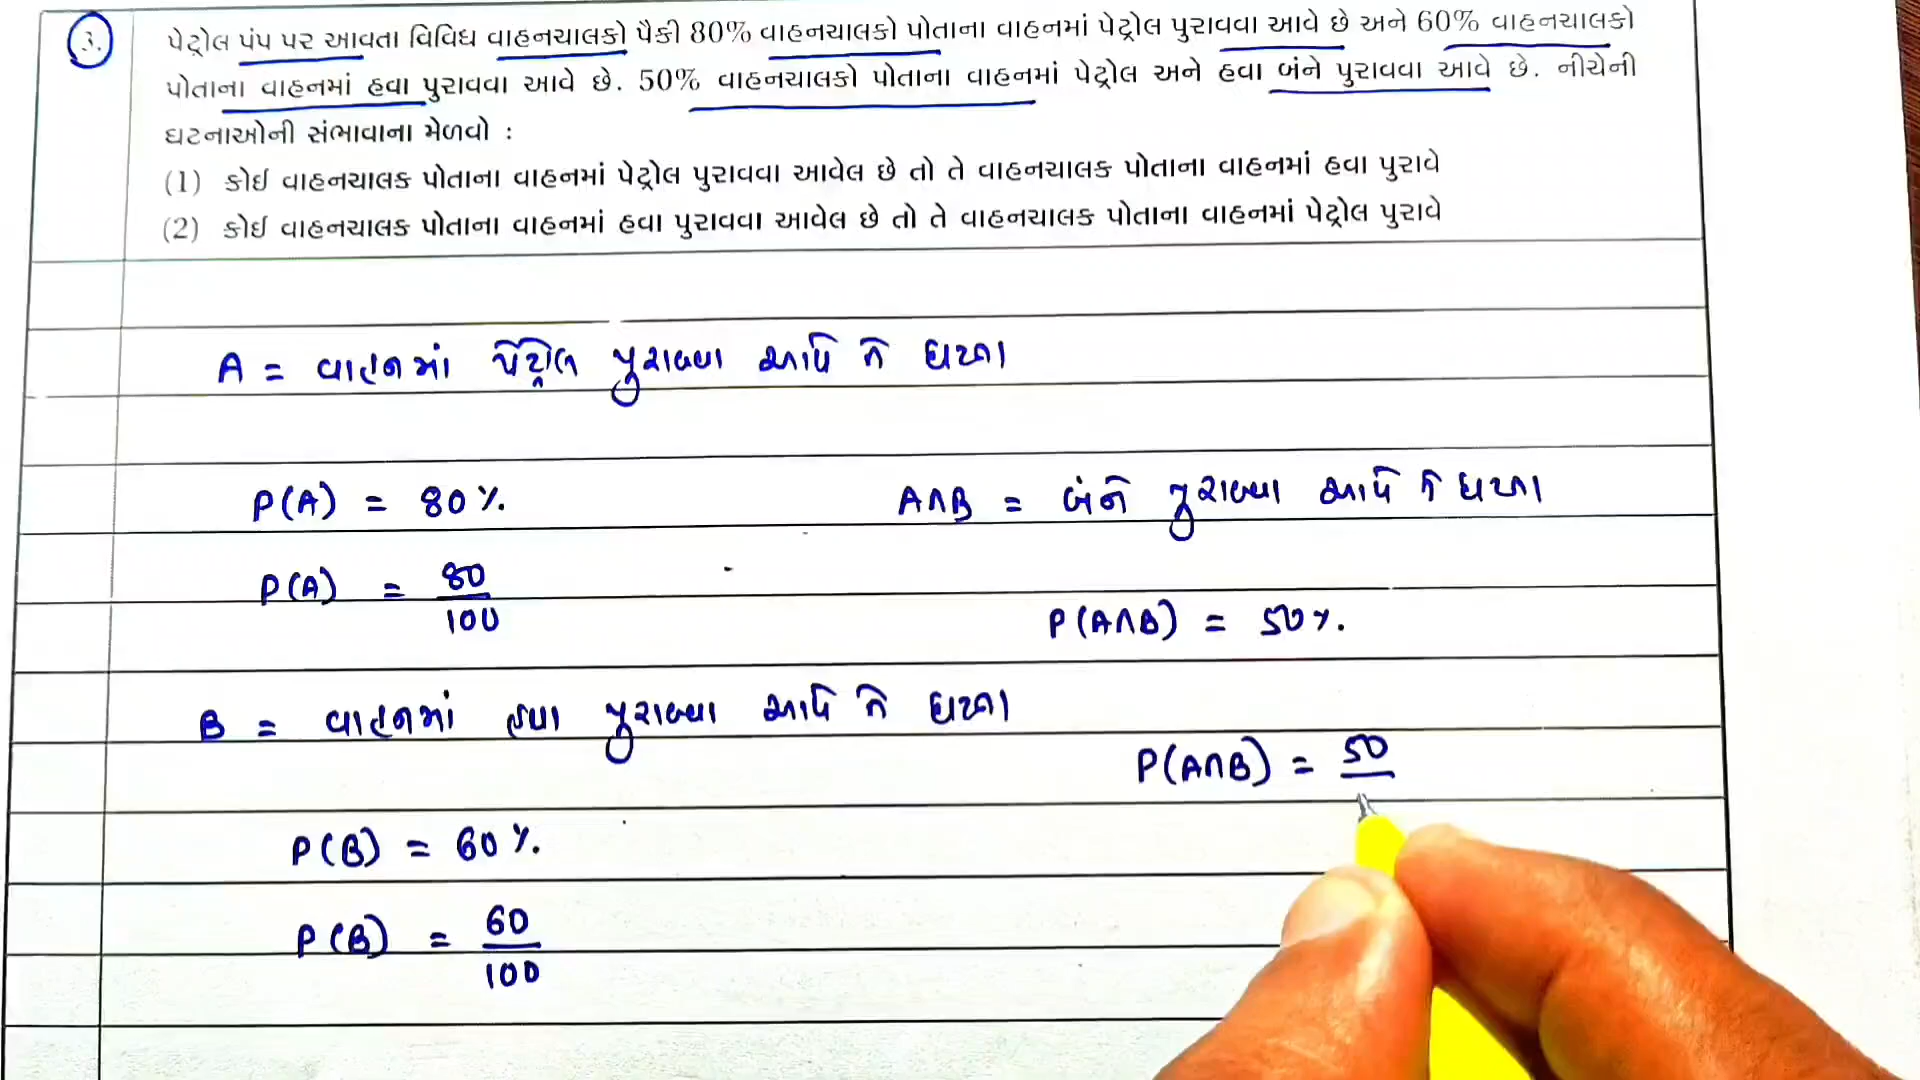 3. પેટ્રોલ પંપ પર આવતા વિવિધ વાહનચાલકો પૈકી 80% વાહનચાલકો પોતાના વાહનમાં પેટ્રોલ પુરાવવા આવે છે અને 60% વાહનચાલકો
પોતાના વાહનમાં હવા પુરાવવા આવે છે. 50% વાહનચાલકો પોતાના વાહનમાં પેટ્રોલ અને હવા બંને પુરાવવા આવે છે. નીચેની
ઘટનાઓની સંભાવાના મેળવો :
(1) કોઈ વાહનચાલક પોતાના વાહનમાં પેટ્રોલ પુરાવવા આવેલ છે તો તે વાહનચાલક પોતાના વાહનમાં હવા પુરાવે
(2) કોઈ વાહનચાલક પોતાના વાહનમાં હવા પુરાવવા આવેલ છે તો તે વાહનચાલક પોતાના વાહનમાં પેટ્રોલ પુરાવે
A = વાહનમાં પેટ્રોલ પુરાવવા આવે તે ઘટના
P(A) = 80%.
A∩B = બંને પુરાવવા આવે તે ઘટના
P(A) = 80/100
P(A∩B) = 50%.
B = વાહનમાં હવા પુરાવવા આવે તે ઘટના
P(A∩B) = 50
P(B) = 60%.
P(B) = 60/100